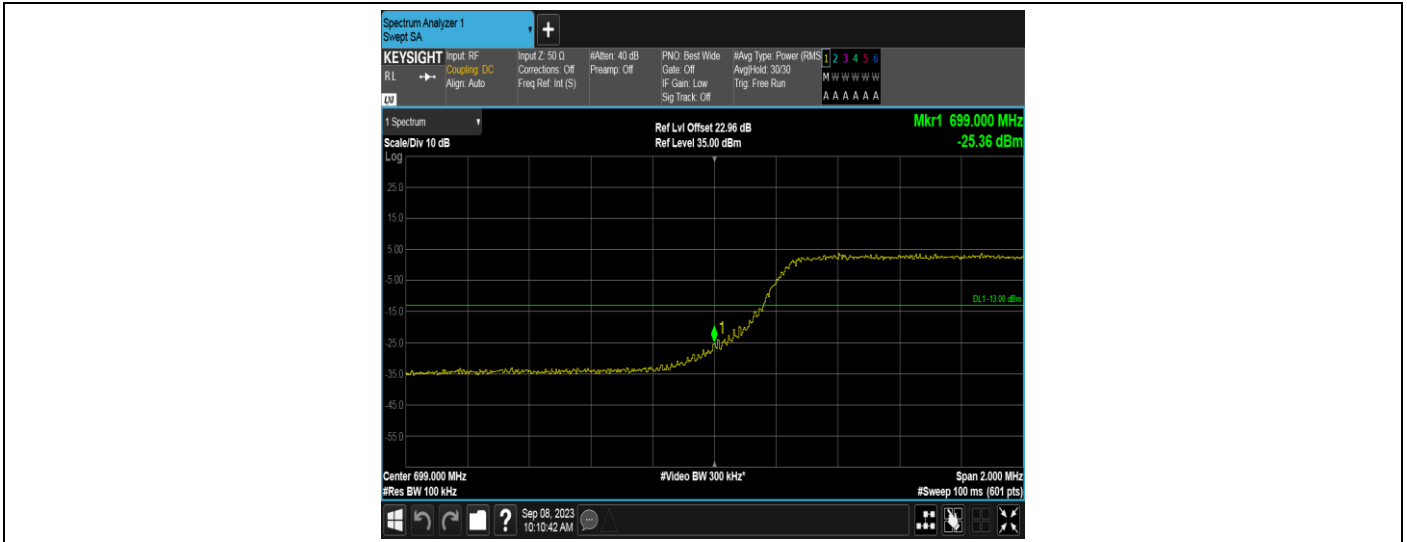 Spectrum Analyzer 1
Swept SA
+
KEYSIGHT
RL
LXI
Input: RF
Coupling: DC
Align: Auto
Input Z: 50 Ω
Corrections: Off
Freq Ref: Int (S)
#Atten: 40 dB
Preamp: Off
PNO: Best Wide
Gate: Off
IF Gain: Low
Sig Track: Off
#Avg Type: Power (RMS
Avg|Hold: 30/30
Trig: Free Run
1 2 3 4 5 6
M W W W W W
A A A A A A
1 Spectrum
Scale/Div 10 dB
Ref Lvl Offset 22.96 dB
Ref Level 35.00 dBm
Mkr1 699.000 MHz
-25.36 dBm
Log
25.0
15.0
5.00
-5.00
DL1 -13.00 dBm
-15.0
1
-25.0
-35.0
-45.0
-55.0
Center 699.000 MHz
#Video BW 300 kHz*
Span 2.000 MHz
#Res BW 100 kHz
#Sweep 100 ms (601 pts)
?
Sep 08, 2023
10:10:42 AM